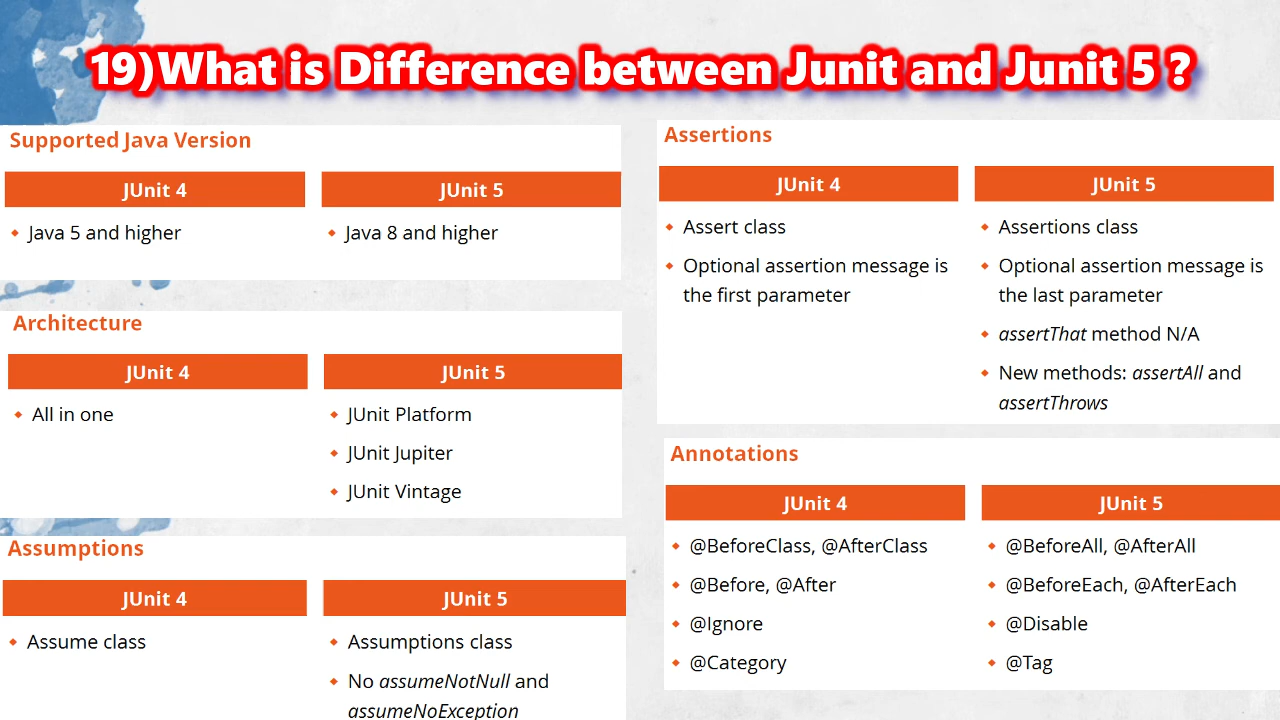 19)What is Difference between Junit and Junit 5 ?
Supported Java Version
JUnit 4
JUnit 5
Java 5 and higher
Java 8 and higher
Architecture
JUnit 4
JUnit 5
All in one
JUnit Platform
JUnit Jupiter
JUnit Vintage
Assumptions
JUnit 4
JUnit 5
Assume class
Assumptions class
No assumeNotNull and
assumeNoException
Assertions
JUnit 4
JUnit 5
Assert class
Optional assertion message is
the first parameter
Assertions class
Optional assertion message is
the last parameter
assertThat method N/A
New methods: assertAll and
assertThrows
Annotations
JUnit 4
JUnit 5
@BeforeClass, @AfterClass
@Before, @After
@Ignore
@Category
@BeforeAll, @AfterAll
@BeforeEach, @AfterEach
@Disable
@Tag